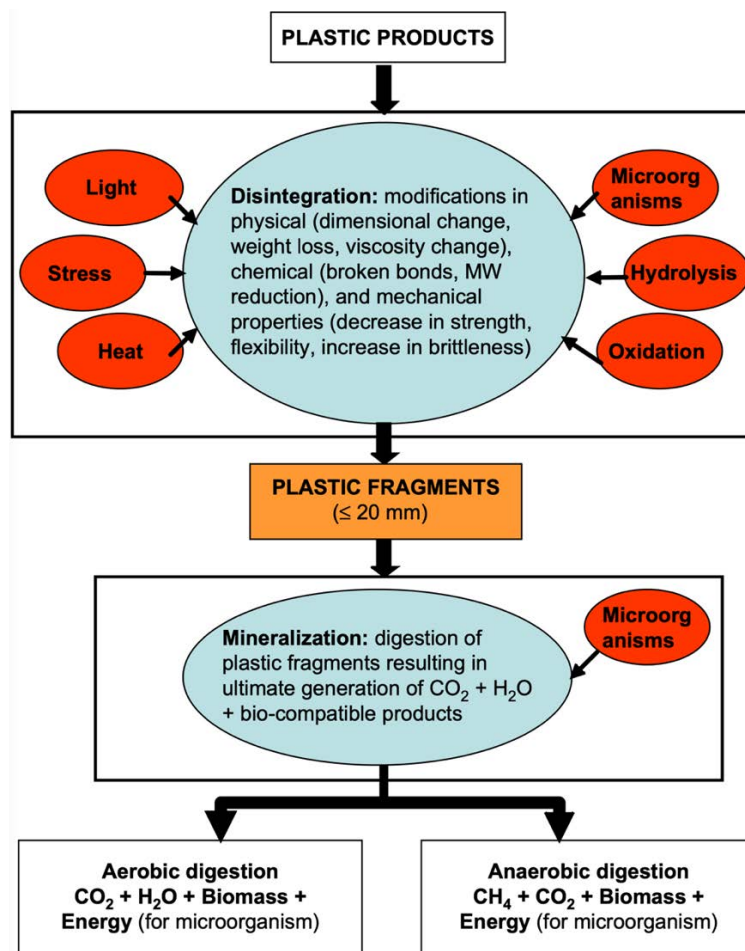 PLASTIC PRODUCTS
Light
Stress
Heat
Disintegration: modifications in
physical (dimensional change,
weight loss, viscosity change),
chemical (broken bonds, MW
reduction), and mechanical
properties (decrease in strength,
flexibility, increase in brittleness)
Microorg
anisms
Hydrolysis
Oxidation
PLASTIC FRAGMENTS
(≤ 20 mm)
Mineralization: digestion of
plastic fragments resulting in
ultimate generation of CO₂ + H₂O
+ bio-compatible products
Microorg
anisms
Aerobic digestion
CO₂ + H₂O + Biomass +
Energy (for microorganism)
Anaerobic digestion
CH₄ + CO₂ + Biomass +
Energy (for microorganism)